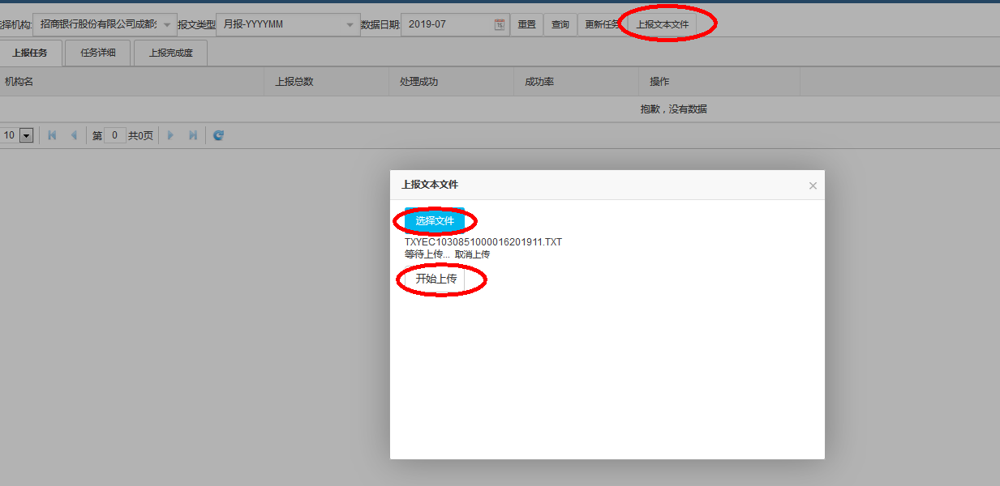 选择机构: 招商银行股份有限公司成都分 报文类型 月报-YYYYMM 数据日期: 2019-07 重置 查询 更新任务 上报文本文件
上报任务 任务详细 上报完成度
机构名 上报总数 处理成功 成功率 操作
抱歉，没有数据
10 第 0 共0页
上报文本文件 ×
选择文件
TXYEC1030851000016201911.TXT
等待上传... 取消上传
开始上传